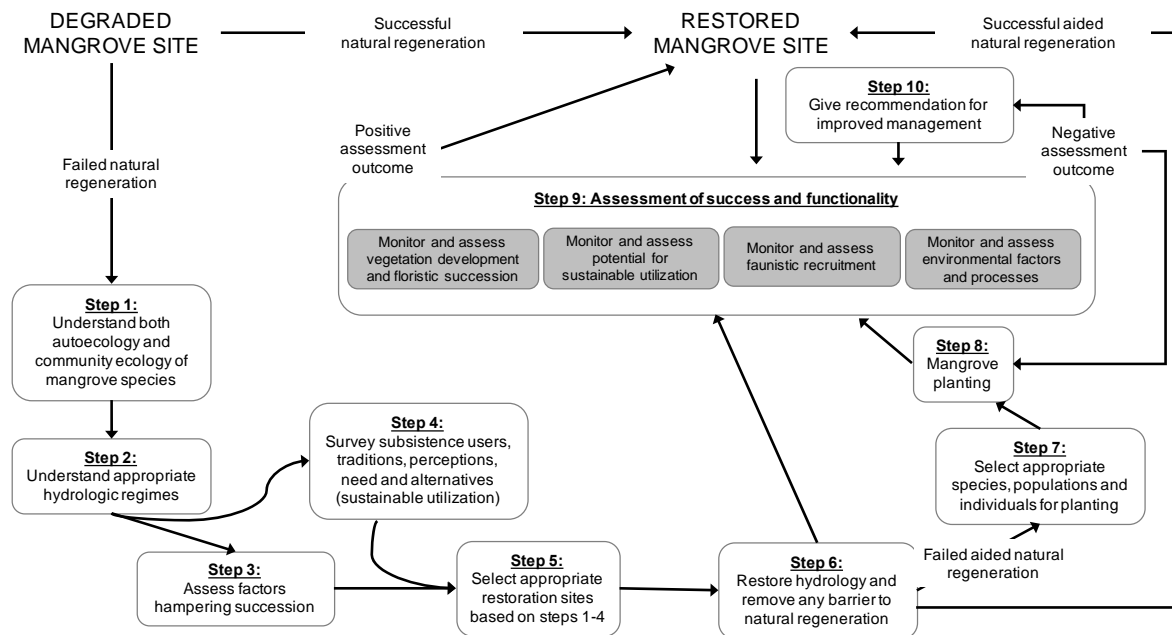 DEGRADED
MANGROVE SITE
Successful
natural regeneration
RESTORED
MANGROVE SITE
Successful aided
natural regeneration
Step 10:
Give recommendation for
improved management
Positive
assessment
outcome
Negative
assessment
outcome
Failed natural
regeneration
Step 9: Assessment of success and functionality
Monitor and assess
vegetation development
and floristic succession
Monitor and assess
potential for
sustainable utilization
Monitor and assess
faunistic recruitment
Monitor and assess
environmental factors
and processes
Step 1:
Understand both
autoecology and
community ecology of
mangrove species
Step 8:
Mangrove
planting
Step 2:
Understand appropriate
hydrologic regimes
Step 4:
Survey subsistence users,
traditions, perceptions,
need and alternatives
(sustainable utilization)
Step 7:
Select appropriate
species, populations and
individuals for planting
Step 3:
Assess factors
hampering succession
Step 5:
Select appropriate
restoration sites
based on steps 1-4
Step 6:
Restore hydrology and
remove any barrier to
natural regeneration
Failed aided natural
regeneration